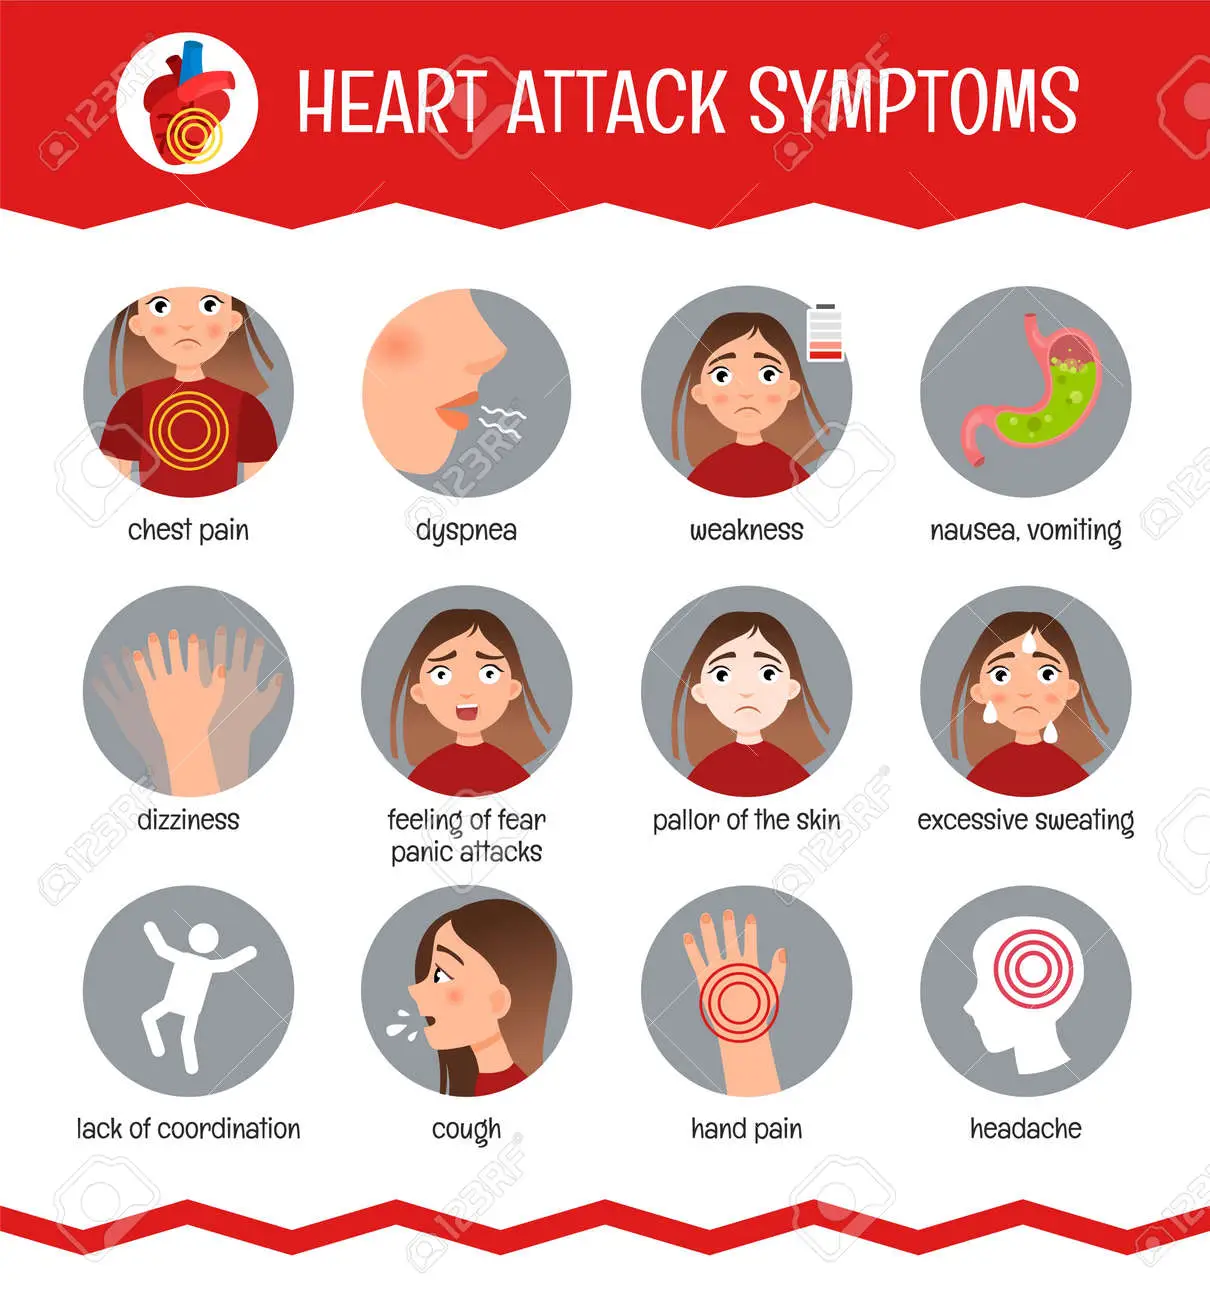 HEART ATTACK SYMPTOMS
chest pain
dyspnea
weakness
nausea, vomiting
dizziness
feeling of fear
panic attacks
pallor of the skin
excessive sweating
lack of coordination
cough
hand pain
headache
123RF